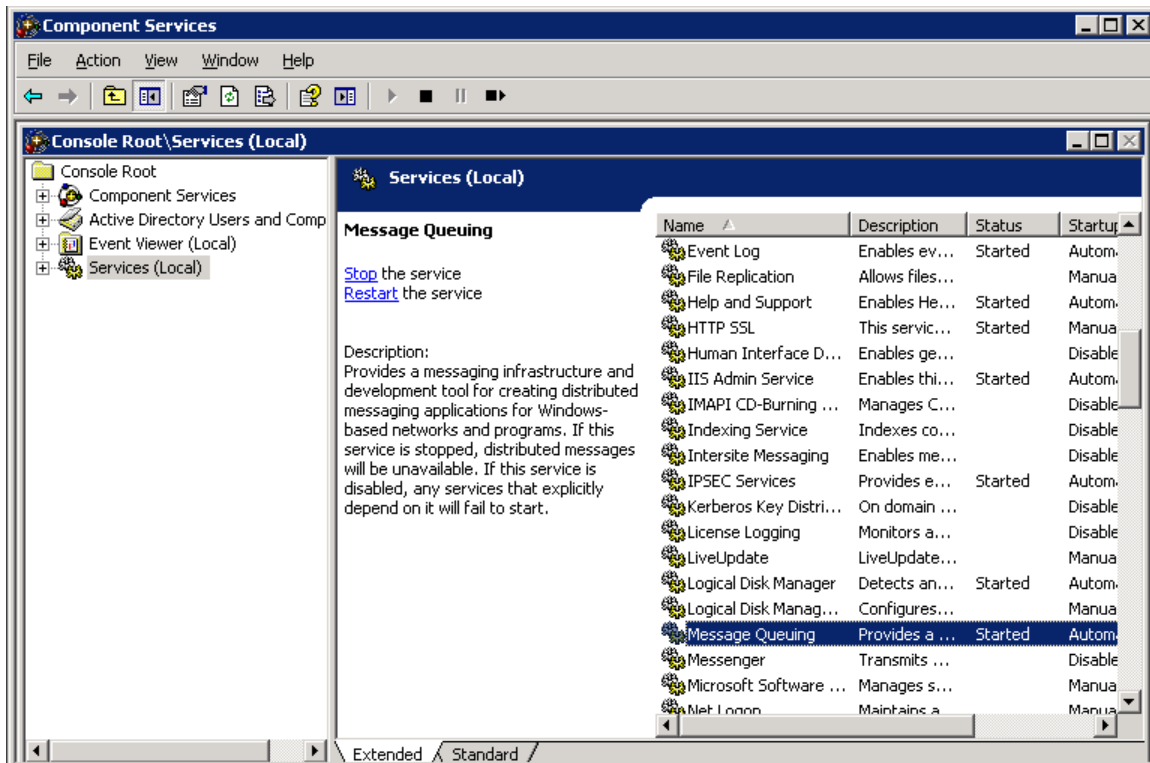 Component Services
File Action View Window Help
Console Root\Services (Local)
Console Root
Component Services
Active Directory Users and Comp
Event Viewer (Local)
Services (Local)
Services (Local)
Message Queuing
Stop the service
Restart the service
Description:
Provides a messaging infrastructure and
development tool for creating distributed
messaging applications for Windows-
based networks and programs. If this
service is stopped, distributed messages
will be unavailable. If this service is
disabled, any services that explicitly
depend on it will fail to start.
Name Description Status Startup
Event Log Enables ev... Started Autom
File Replication Allows files... Manua
Help and Support Enables He... Started Autom
HTTP SSL This servic... Started Manua
Human Interface D... Enables ge... Disable
IIS Admin Service Enables thi... Started Autom
IMAPI CD-Burning ... Manages C... Disable
Indexing Service Indexes co... Disable
Intersite Messaging Enables me... Disable
IPSEC Services Provides e... Started Autom
Kerberos Key Distri... On domain ... Disable
License Logging Monitors a... Disable
LiveUpdate LiveUpdate... Manua
Logical Disk Manager Detects an... Started Autom
Logical Disk Manag... Configures... Manua
Message Queuing Provides a ... Started Autom
Messenger Transmits ... Disable
Microsoft Software ... Manages s... Manua
Net Logon Maintains a Manua
Extended Standard